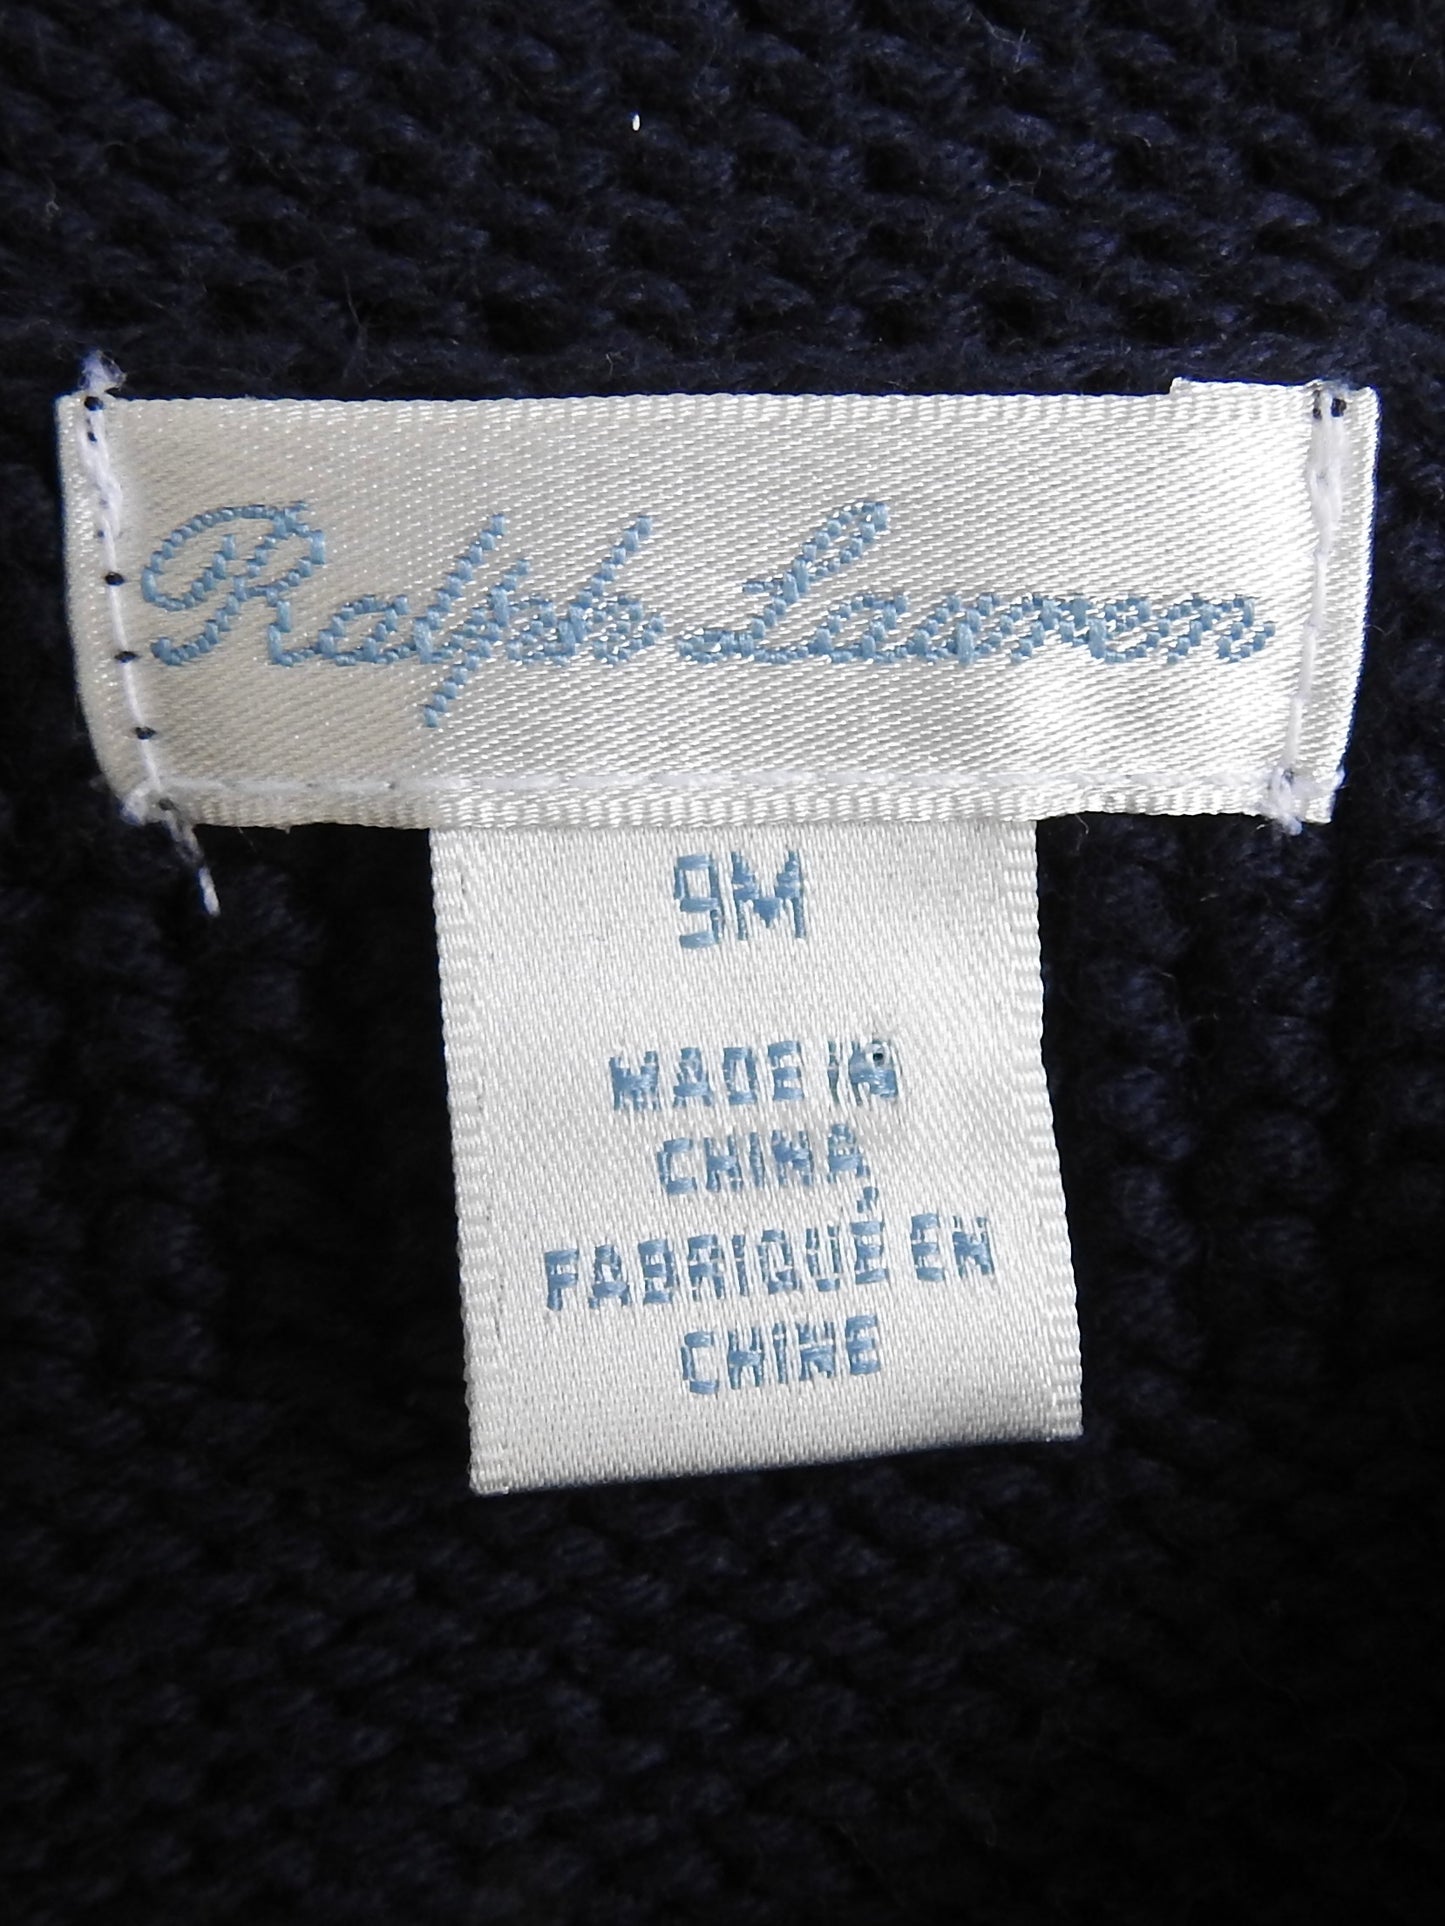 Ralph Lauren
9M
MADE IN
CHINA
FABRIQUÉ EN
CHINE